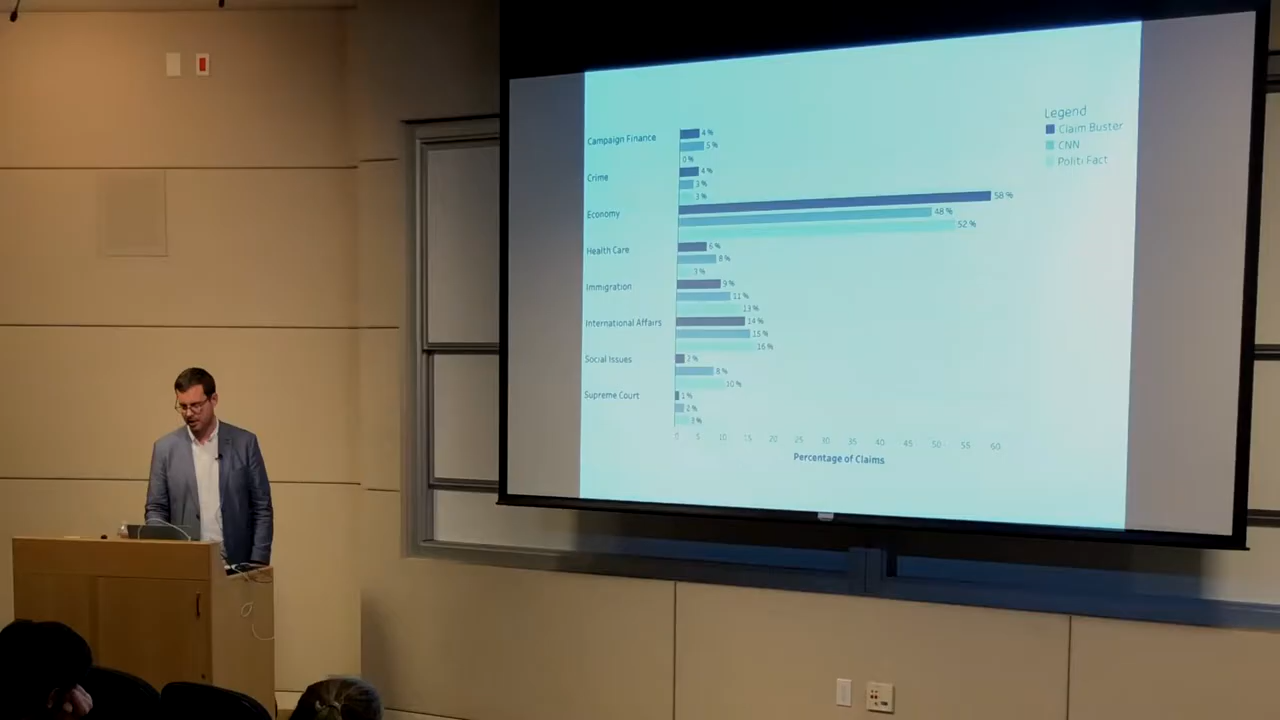 Legend
Claim Buster
CNN
Politi Fact
Campaign Finance
4 %
5 %
0 %
Crime
4 %
3 %
3 %
Economy
58 %
48 %
52 %
Health Care
6 %
8 %
3 %
Immigration
9 %
11 %
13 %
International Affairs
14 %
15 %
16 %
Social Issues
2 %
8 %
10 %
Supreme Court
1 %
2 %
3 %
0 5 10 15 20 25 30 35 40 45 50 55 60
Percentage of Claims